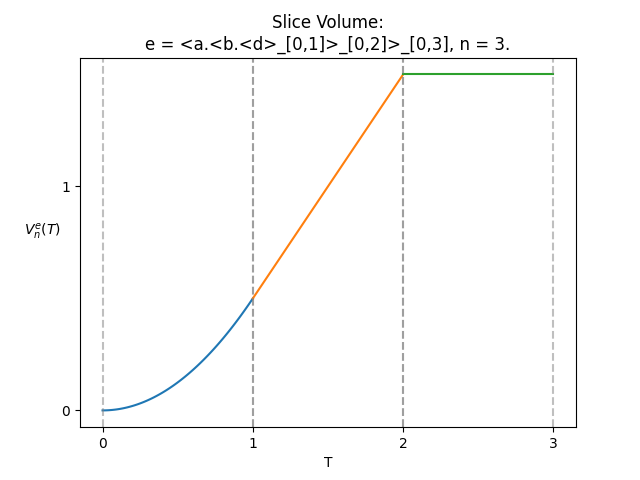 Slice Volume:
e = <a.<b.<d>_[0,1]>_[0,2]>_[0,3], n = 3.
1
$V_n^e(T)$
0
0 1 2 3
T